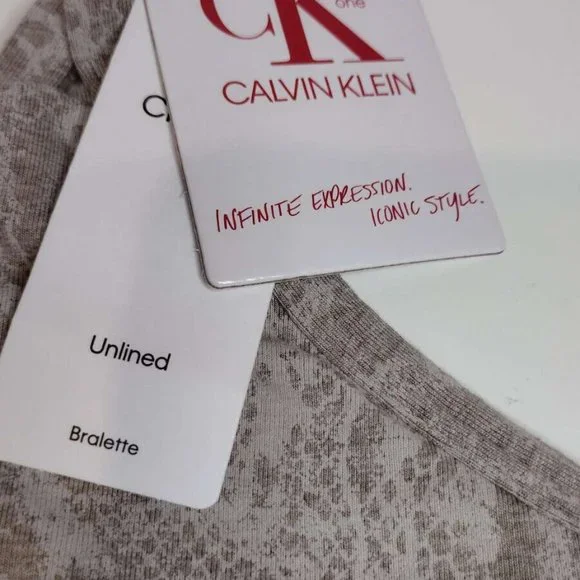 CK
one
CALVIN KLEIN
INFINITE EXPRESSION.
ICONIC STYLE.
Unlined
Bralette